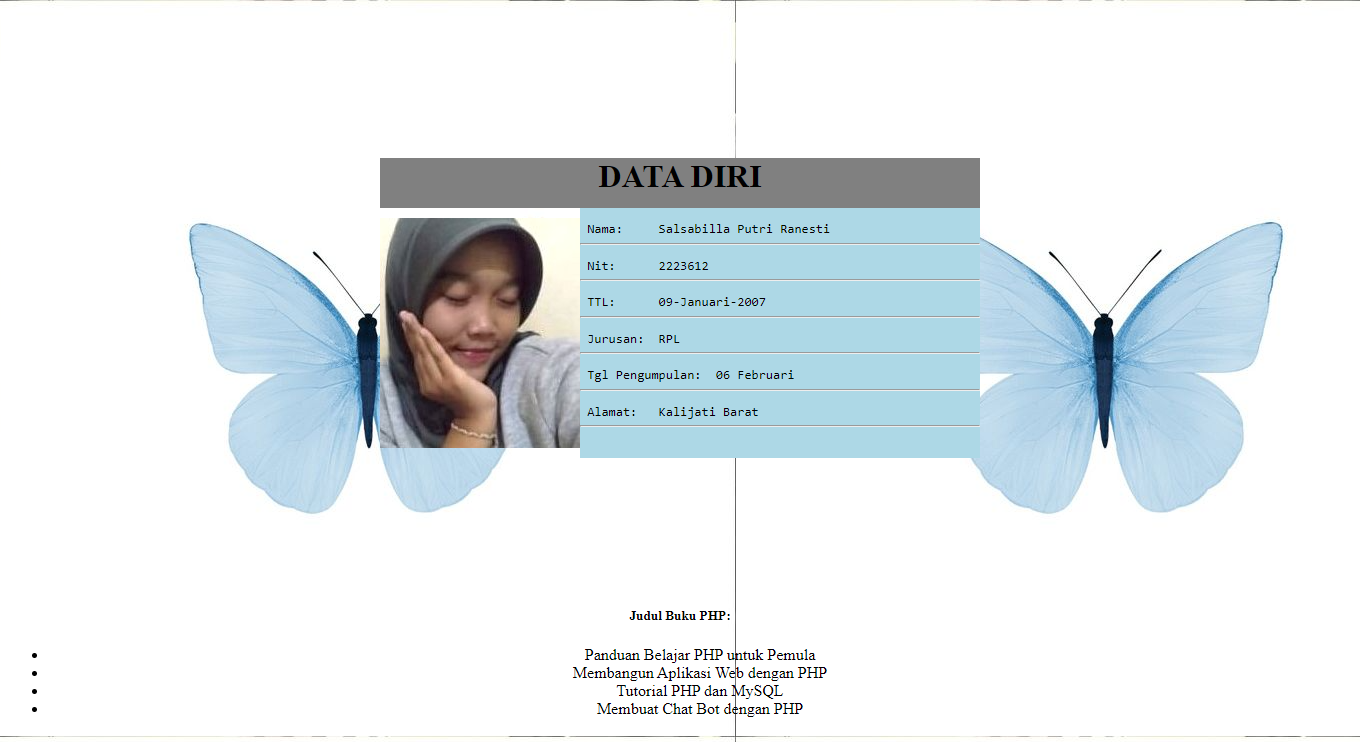 DATA DIRI
Nama: Salsabilla Putri Ranesti
Nit: 2223612
TTL: 09-Januari-2007
Jurusan: RPL
Tgl Pengumpulan: 06 Februari
Alamat: Kalijati Barat
Judul Buku PHP:
• Panduan Belajar PHP untuk Pemula
• Membangun Aplikasi Web dengan PHP
• Tutorial PHP dan MySQL
• Membuat Chat Bot dengan PHP